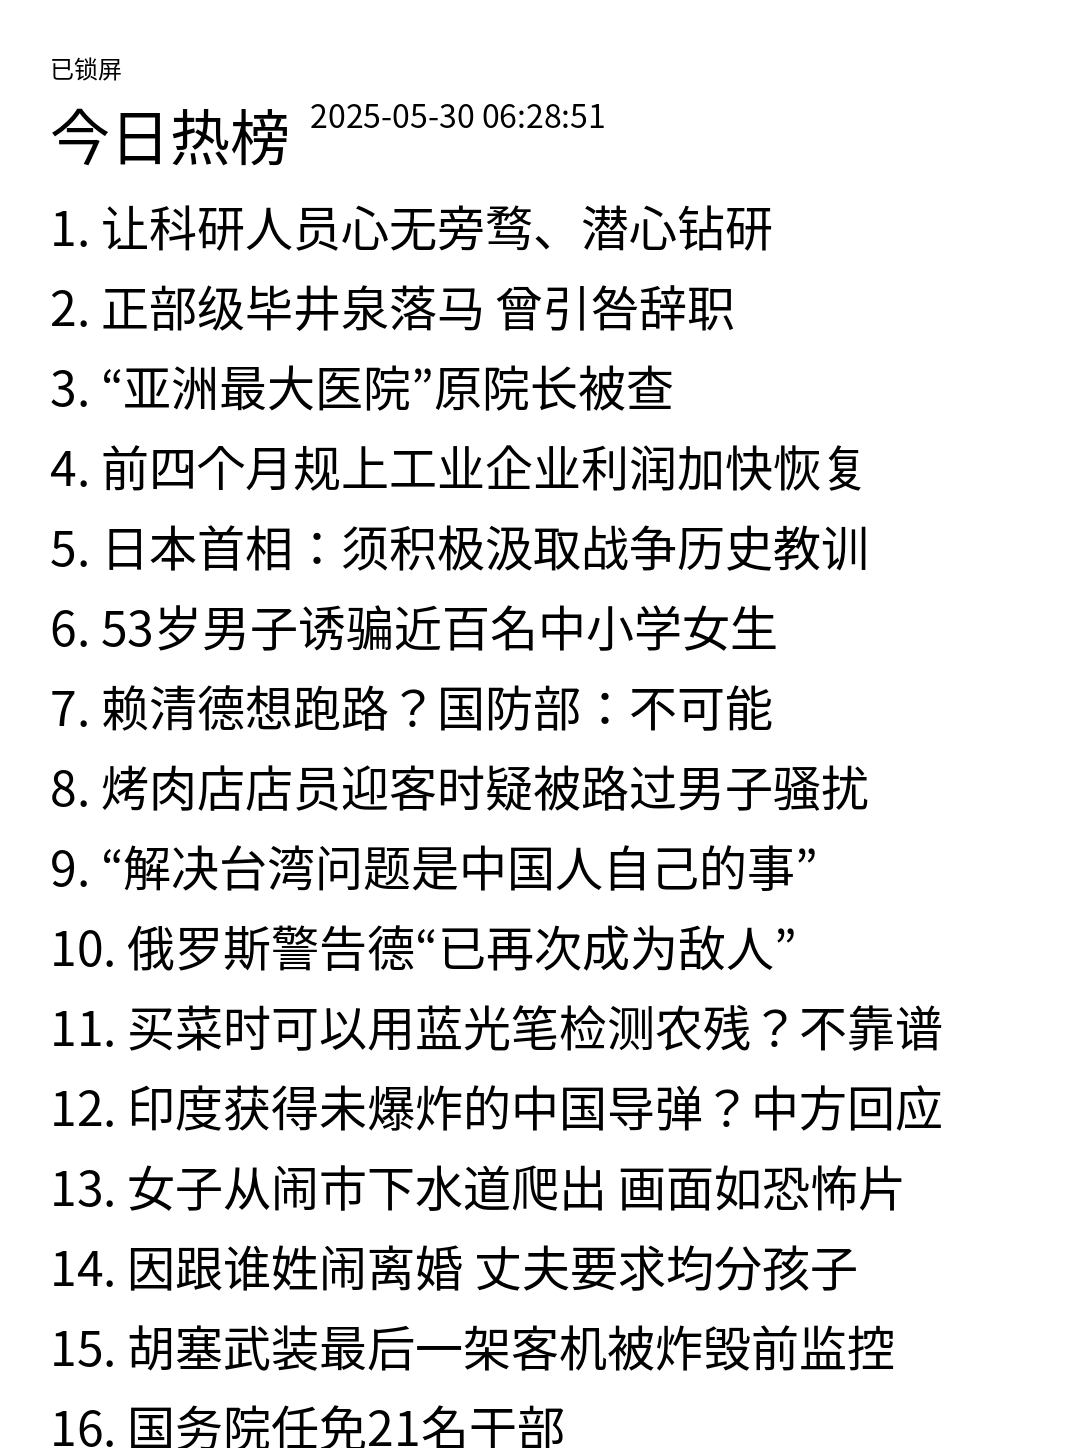 已锁屏
今日热榜 2025-05-30 06:28:51
1. 让科研人员心无旁骛、潜心钻研
2. 正部级毕井泉落马 曾引咎辞职
3. “亚洲最大医院”原院长被查
4. 前四个月规上工业企业利润加快恢复
5. 日本首相：须积极汲取战争历史教训
6. 53岁男子诱骗近百名中小学女生
7. 赖清德想跑路？国防部：不可能
8. 烤肉店店员迎客时疑被路过男子骚扰
9. “解决台湾问题是中国人自己的事”
10. 俄罗斯警告德“已再次成为敌人”
11. 买菜时可以用蓝光笔检测农残？不靠谱
12. 印度获得未爆炸的中国导弹？中方回应
13. 女子从闹市下水道爬出 画面如恐怖片
14. 因跟谁姓闹离婚 丈夫要求均分孩子
15. 胡塞武装最后一架客机被炸毁前监控
16. 国务院任免21名干部